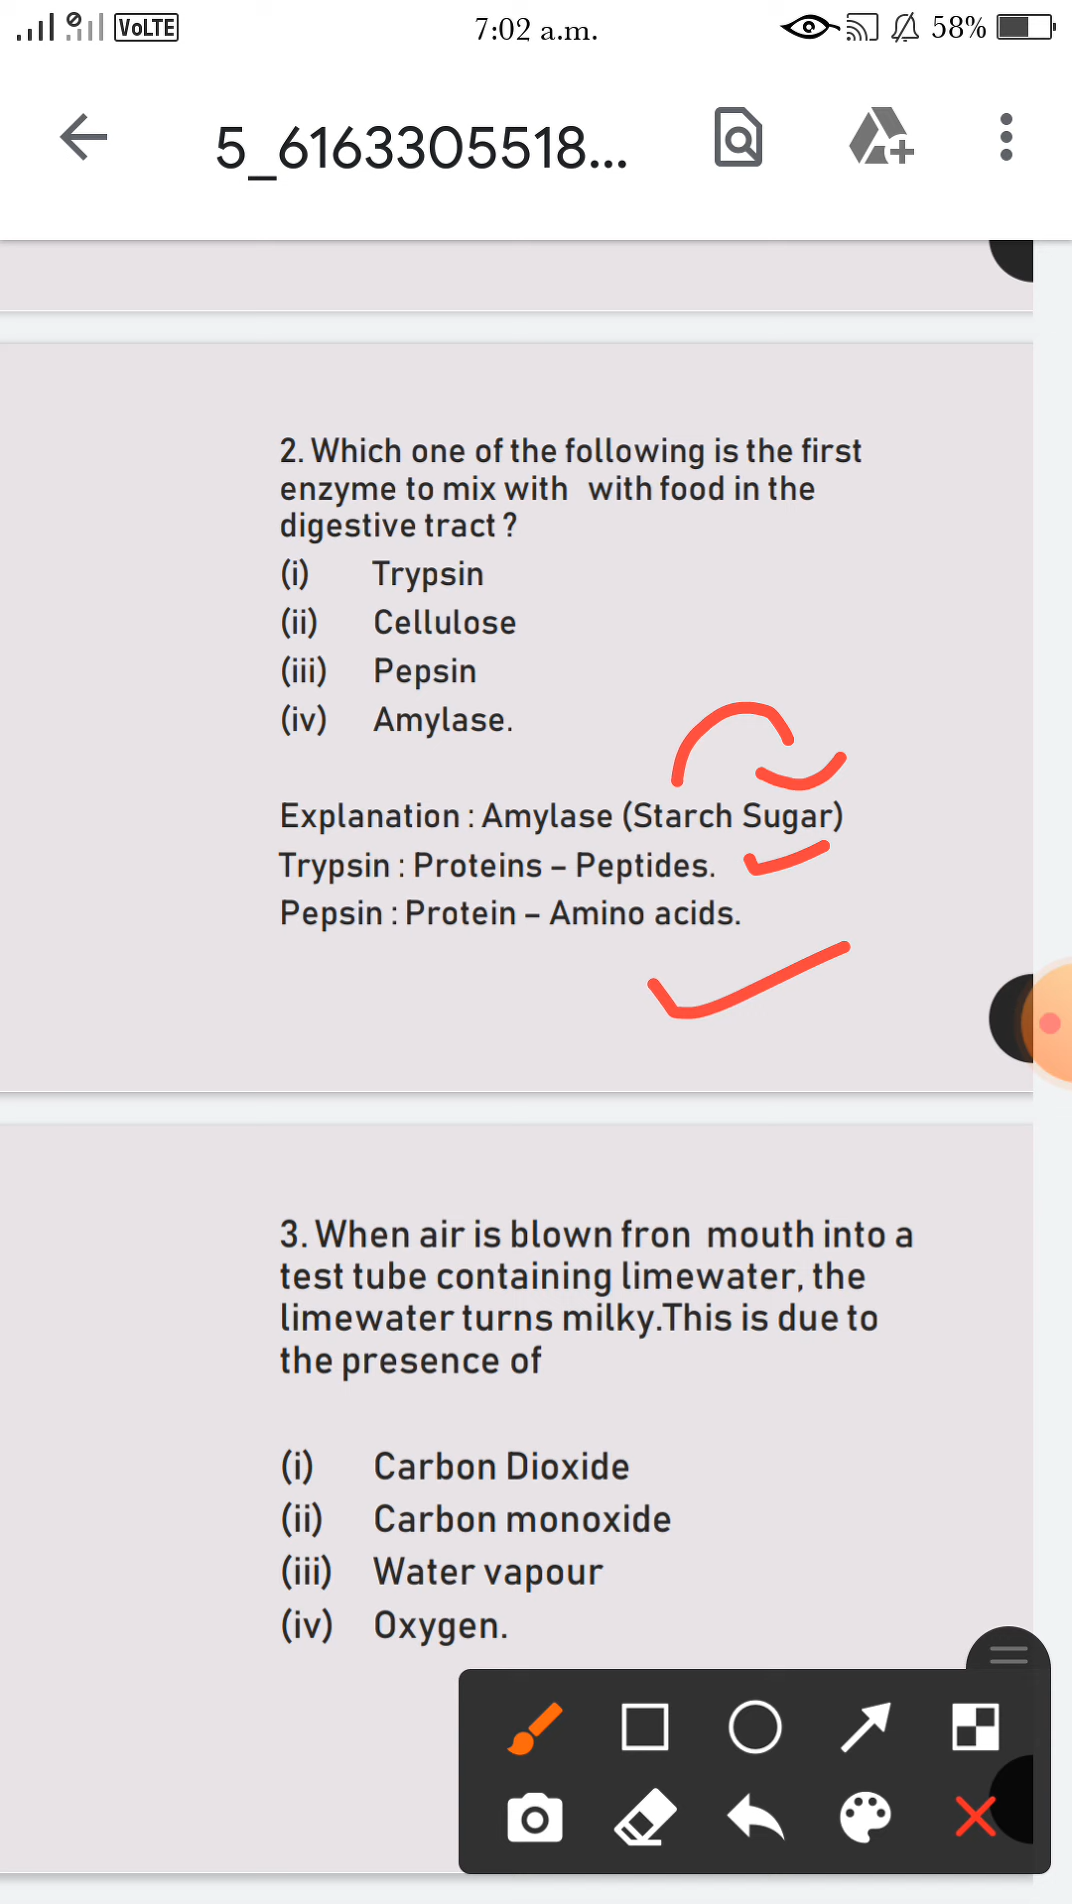 VoLTE 7:02 a.m. 58%
5_6163305518...
2. Which one of the following is the first
enzyme to mix with with food in the
digestive tract ?
(i) Trypsin
(ii) Cellulose
(iii) Pepsin
(iv) Amylase.
Explanation : Amylase (Starch Sugar)
Trypsin : Proteins – Peptides.
Pepsin : Protein – Amino acids.
3. When air is blown fron mouth into a
test tube containing limewater, the
limewater turns milky.This is due to
the presence of
(i) Carbon Dioxide
(ii) Carbon monoxide
(iii) Water vapour
(iv) Oxygen.